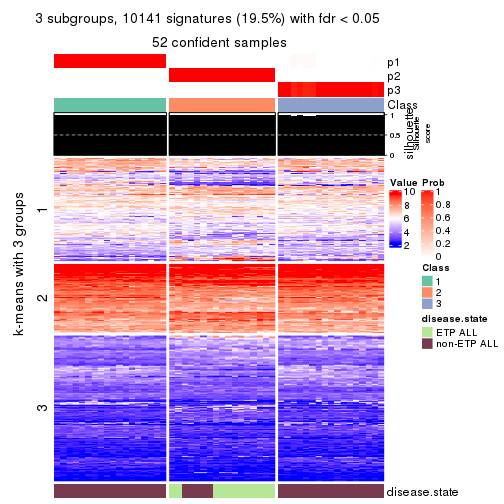 3 subgroups, 10141 signatures (19.5%) with fdr < 0.05
52 confident samples
p1
p2
p3
Class
silhouette
Silhouette
score
1
0.5
0
k-means with 3 groups
1
2
3
Value
10
8
6
4
2
Prob
1
0.8
0.6
0.4
0.2
0
Class
1
2
3
disease.state
ETP ALL
non-ETP ALL
disease.state